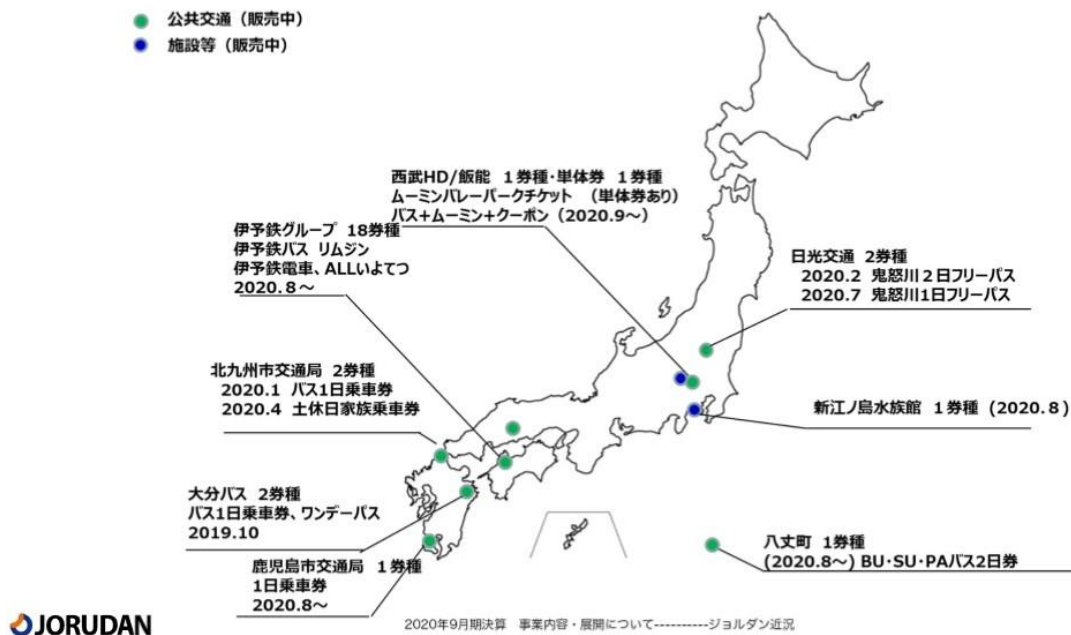 公共交通（販売中）
施設等（販売中）
西武HD/飯能 1券種・単体券 1券種
ムーミンバレーパークチケット （単体券あり）
バス+ムーミン+クーポン（2020.9～）
伊予鉄グループ 18券種
伊予鉄バス リムジン
伊予鉄電車、ALLいよてつ
2020.8～
日光交通 2券種
2020.2 鬼怒川２日フリーパス
2020.7 鬼怒川1日フリーパス
北九州市交通局 2券種
2020.1 バス1日乗車券
2020.4 土休日家族乗車券
新江ノ島水族館 1券種 (2020.8)
大分バス 2券種
バス1日乗車券、ワンデーパス
2019.10
鹿児島市交通局 1券種
1日乗車券
2020.8～
八丈町 1券種
(2020.8～) BU・SU・PAバス2日券
JORUDAN
2020年9月期決算 事業内容・展開について----------ジョルダン近況